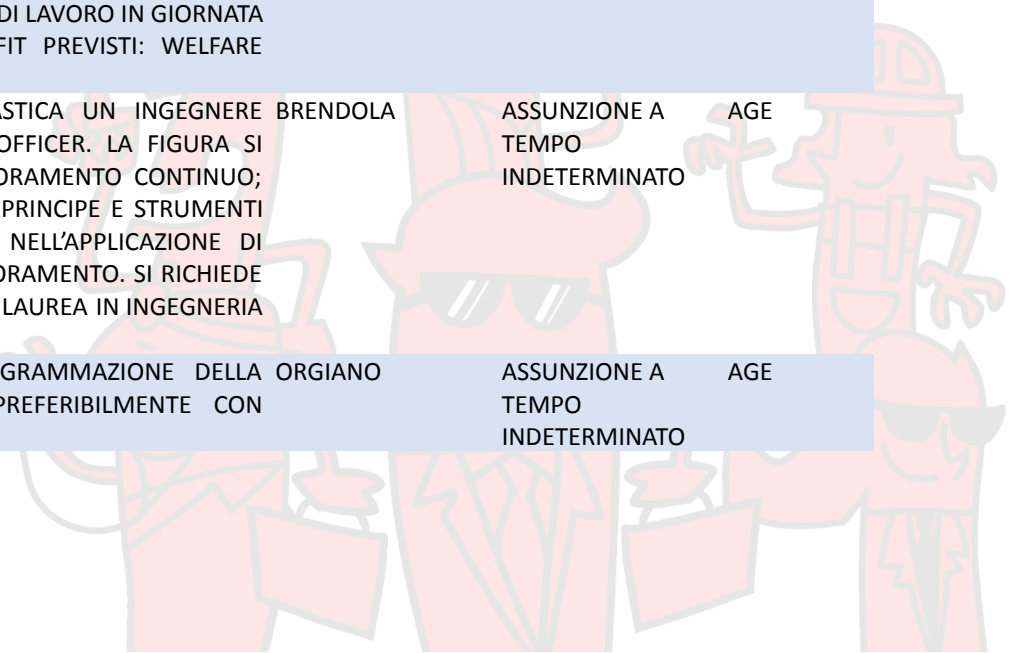 DI LAVORO IN GIORNATA
FIT PREVISTI: WELFARE
ASTICA UN INGEGNERE BRENDOLA ASSUNZIONE A AGE
OFFICER. LA FIGURA SI TEMPO
ORAMENTO CONTINUO; INDETERMINATO
PRINCIPE E STRUMENTI
NELL'APPLICAZIONE DI
ORAMENTO. SI RICHIEDE
LAUREA IN INGEGNERIA
GRAMMAZIONE DELLA ORGIANO ASSUNZIONE A AGE
PREFERIBILMENTE CON TEMPO
INDETERMINATO